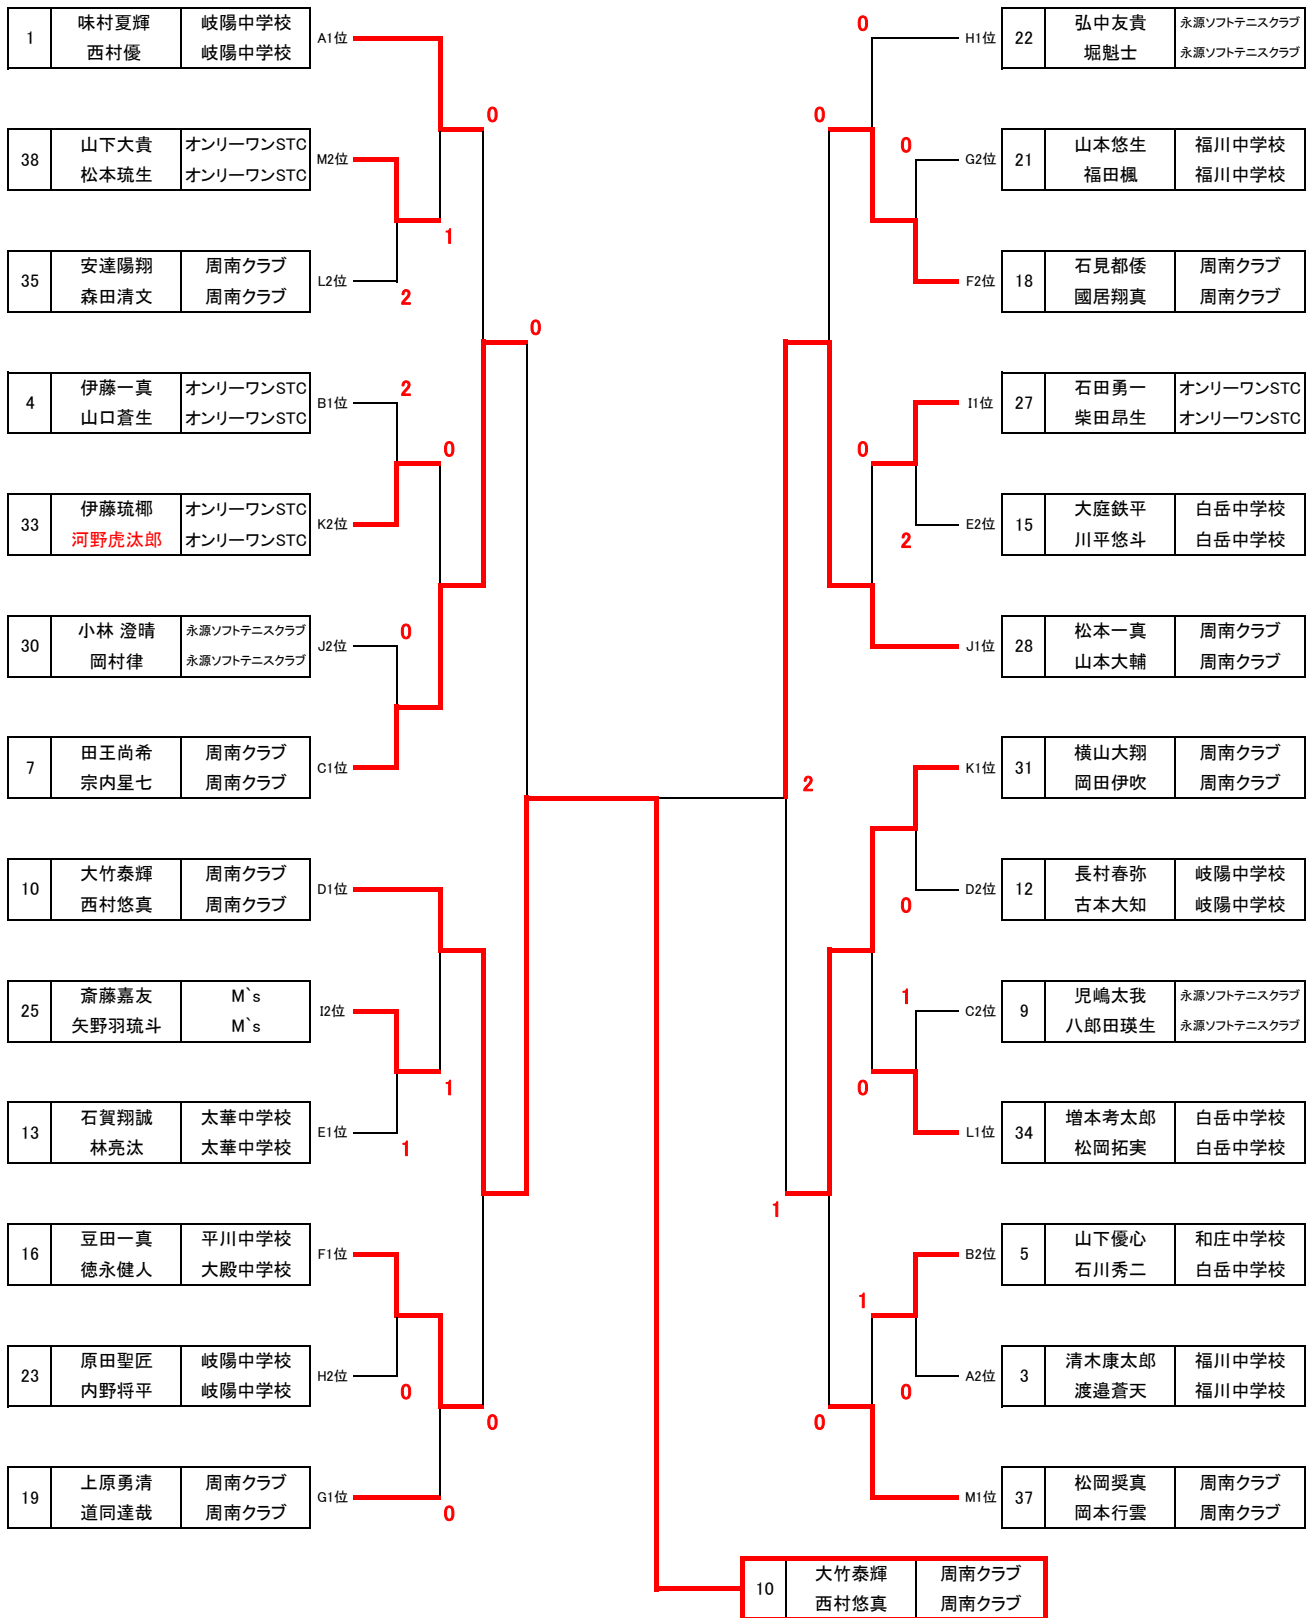 1 味村夏輝 岐陽中学校
西村優 岐陽中学校
A1位
0
38 山下大貴 オンリーワンSTC
松本琉生 オンリーワンSTC
M2位
1
35 安達陽翔 周南クラブ
森田清文 周南クラブ
L2位
2
0
4 伊藤一真 オンリーワンSTC
山口蒼生 オンリーワンSTC
B1位
2
0
33 伊藤琉椰 オンリーワンSTC
河野虎汰郎 オンリーワンSTC
K2位
30 小林 澄晴 永源ソフトテニスクラブ
岡村律 永源ソフトテニスクラブ
J2位
0
7 田王尚希 周南クラブ
宗内星七 周南クラブ
C1位
10 大竹泰輝 周南クラブ
西村悠真 周南クラブ
D1位
25 斎藤嘉友 M`s
矢野羽琉斗 M`s
I2位
1
13 石賀翔誠 太華中学校
林亮汰 太華中学校
E1位
1
16 豆田一真 平川中学校
徳永健人 大殿中学校
F1位
23 原田聖匠 岐陽中学校
内野将平 岐陽中学校
H2位
0
0
19 上原勇清 周南クラブ
道同達哉 周南クラブ
G1位
0
0
H1位
22 弘中友貴 永源ソフトテニスクラブ
堀魁士 永源ソフトテニスクラブ
0
0
G2位
21 山本悠生 福川中学校
福田楓 福川中学校
F2位
18 石見都倭 周南クラブ
國居翔真 周南クラブ
I1位
27 石田勇一 オンリーワンSTC
柴田昂生 オンリーワンSTC
0
2
E2位
15 大庭鉄平 白岳中学校
川平悠斗 白岳中学校
J1位
28 松本一真 周南クラブ
山本大輔 周南クラブ
2
K1位
31 横山大翔 周南クラブ
岡田伊吹 周南クラブ
0
D2位
12 長村春弥 岐陽中学校
古本大知 岐陽中学校
1
C2位
9 児嶋太我 永源ソフトテニスクラブ
八郎田瑛生 永源ソフトテニスクラブ
0
L1位
34 増本考太郎 白岳中学校
松岡拓実 白岳中学校
1
B2位
5 山下優心 和庄中学校
石川秀二 白岳中学校
1
0
A2位
3 清木康太郎 福川中学校
渡邉蒼天 福川中学校
0
M1位
37 松岡奨真 周南クラブ
岡本行雲 周南クラブ
10 大竹泰輝 周南クラブ
西村悠真 周南クラブ